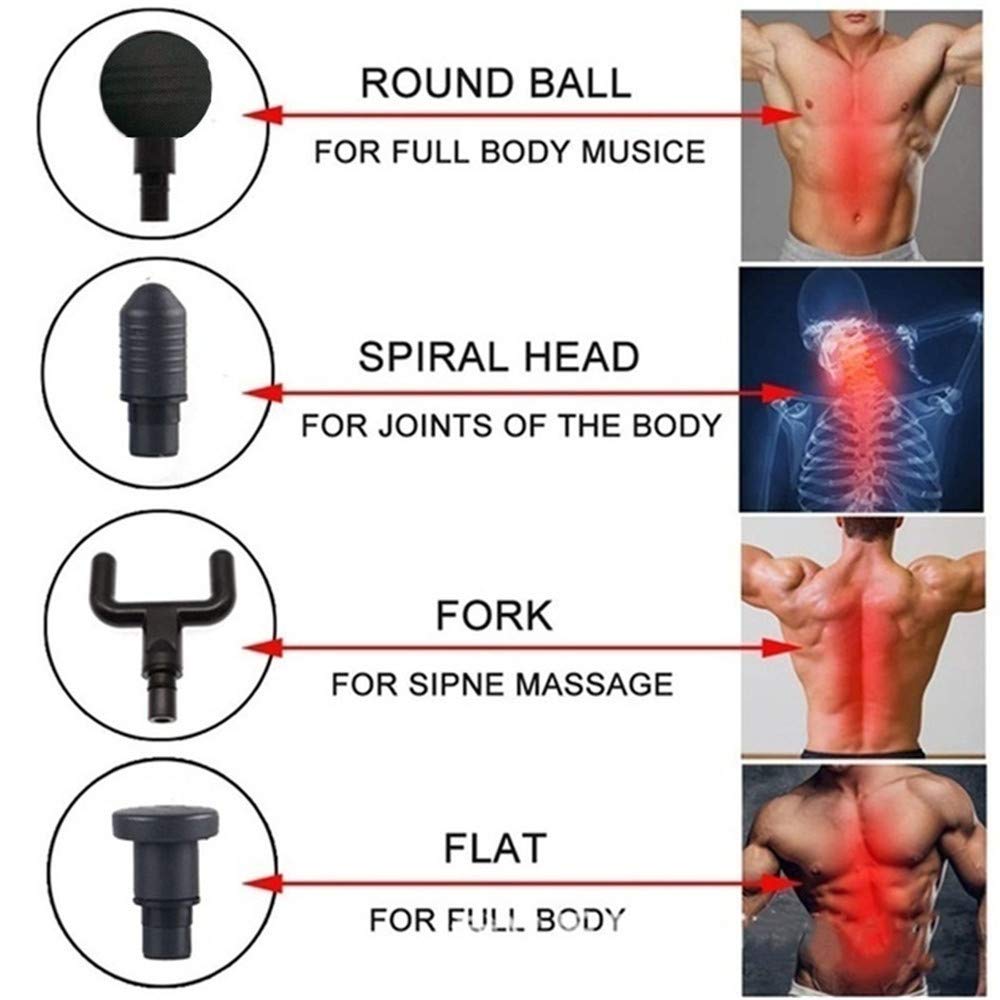 ROUND BALL
FOR FULL BODY MUSICE
SPIRAL HEAD
FOR JOINTS OF THE BODY
FORK
FOR SIPNE MASSAGE
FLAT
FOR FULL BODY